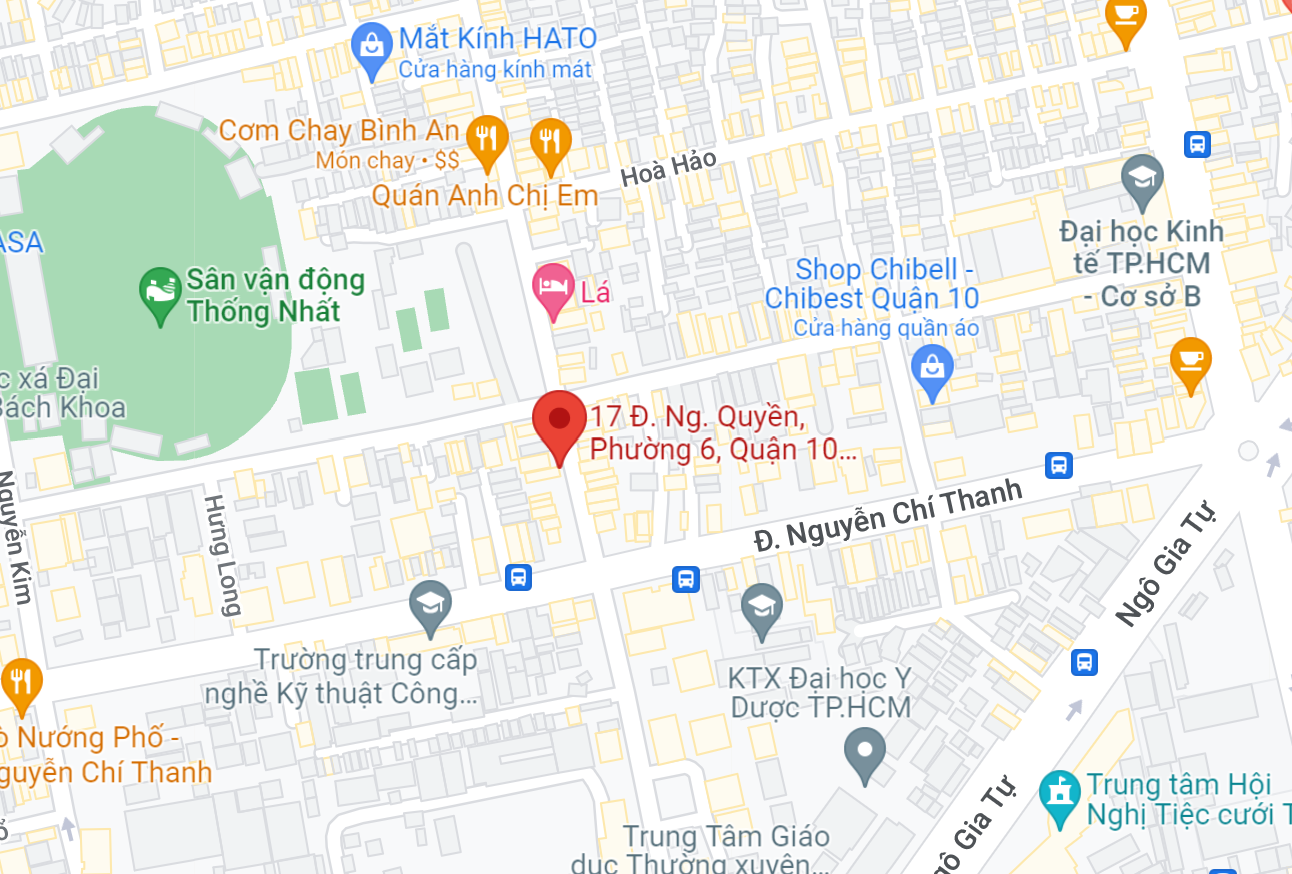 Mắt Kính HATO
Cửa hàng kính mát
Cơm Chay Bình An
Món chay • $$
Quán Anh Chị Em
Hoà Hảo
ASA
Sân vận động
Thống Nhất
Lá
Đại học Kinh
tế TP.HCM
- Cơ sở B
Shop Chibell -
Chibest Quận 10
Cửa hàng quần áo
c xá Đại
Bách Khoa
17 Đ. Ng. Quyền,
Phường 6, Quận 10...
Nguyễn Kim
Hưng Long
Đ. Nguyễn Chí Thanh
Ngô Gia Tự
Trường trung cấp
nghề Kỹ thuật Công...
KTX Đại học Y
Dược TP.HCM
ò Nướng Phố -
guyễn Chí Thanh
Ngô Gia Tự
Trung tâm Hội
Nghị Tiệc cưới T
Trung Tâm Giáo
dục Thường xuyên...